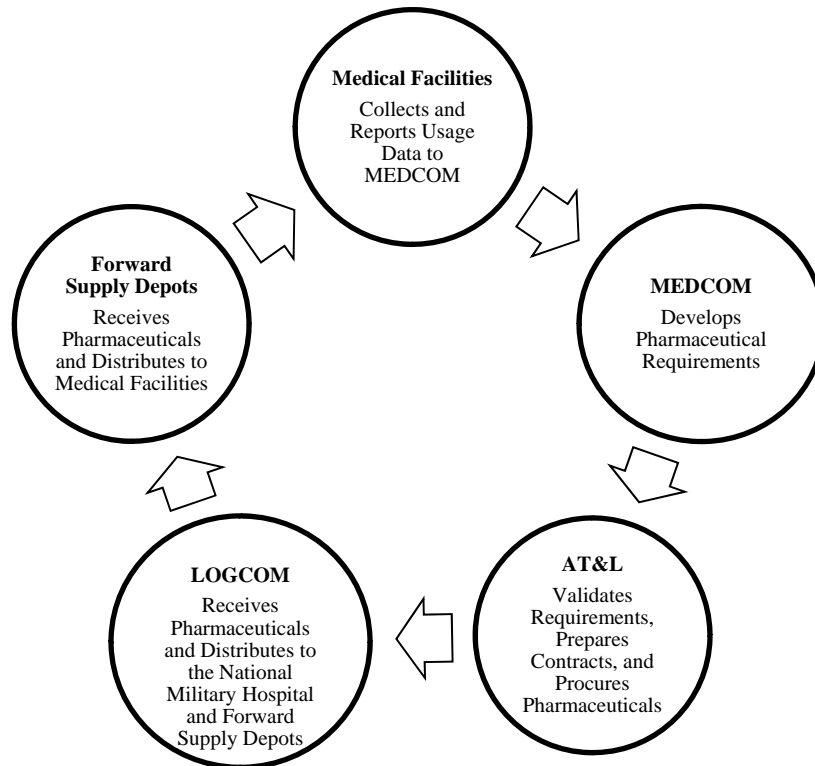 Medical Facilities
Collects and
Reports Usage
Data to
MEDCOM
MEDCOM
Develops
Pharmaceutical
Requirements
AT&L
Validates
Requirements,
Prepares
Contracts, and
Procures
Pharmaceuticals
LOGCOM
Receives
Pharmaceuticals
and Distributes to
the National
Military Hospital
and Forward
Supply Depots
Forward
Supply Depots
Receives
Pharmaceuticals
and Distributes to
Medical Facilities